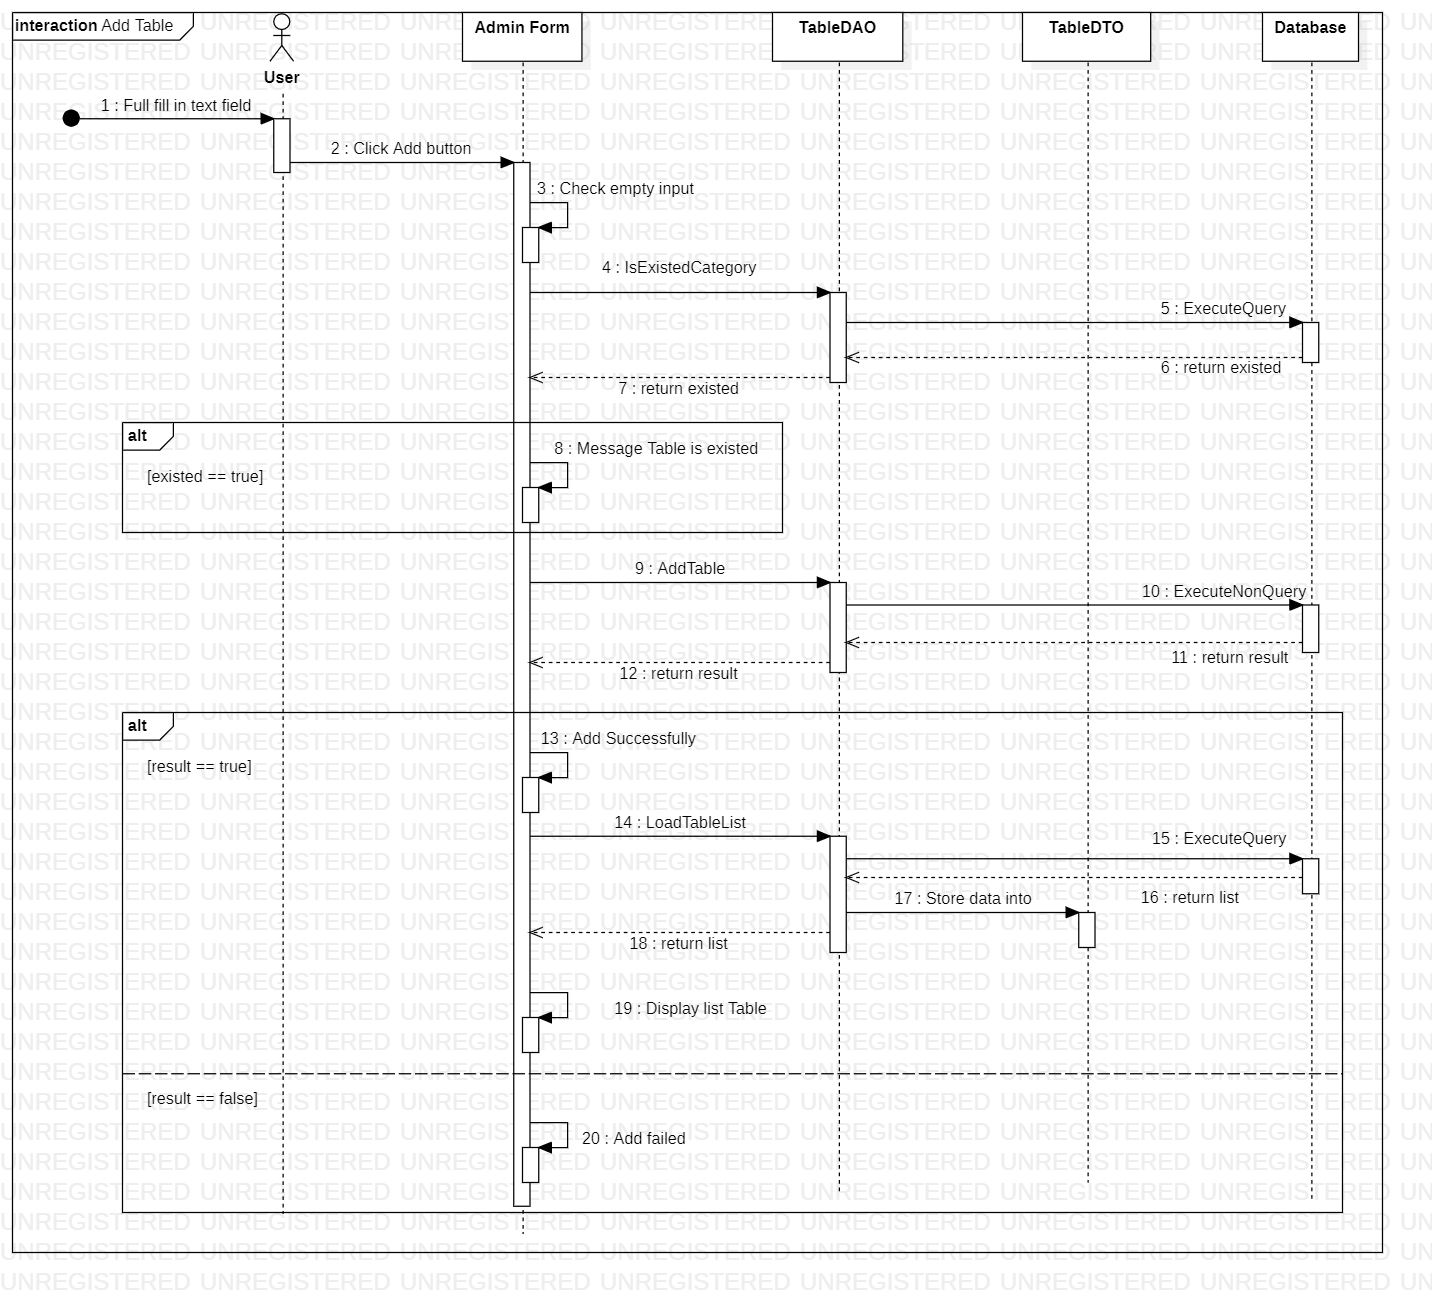 interaction Add Table
User
Admin Form
TableDAO
TableDTO
Database
1 : Full fill in text field
2 : Click Add button
3 : Check empty input
4 : IsExistedCategory
5 : ExecuteQuery
6 : return existed
7 : return existed
alt
8 : Message Table is existed
[existed == true]
9 : AddTable
10 : ExecuteNonQuery
11 : return result
12 : return result
alt
13 : Add Successfully
[result == true]
14 : LoadTableList
15 : ExecuteQuery
16 : return list
17 : Store data into
18 : return list
19 : Display list Table
[result == false]
20 : Add failed
UNREGISTERED